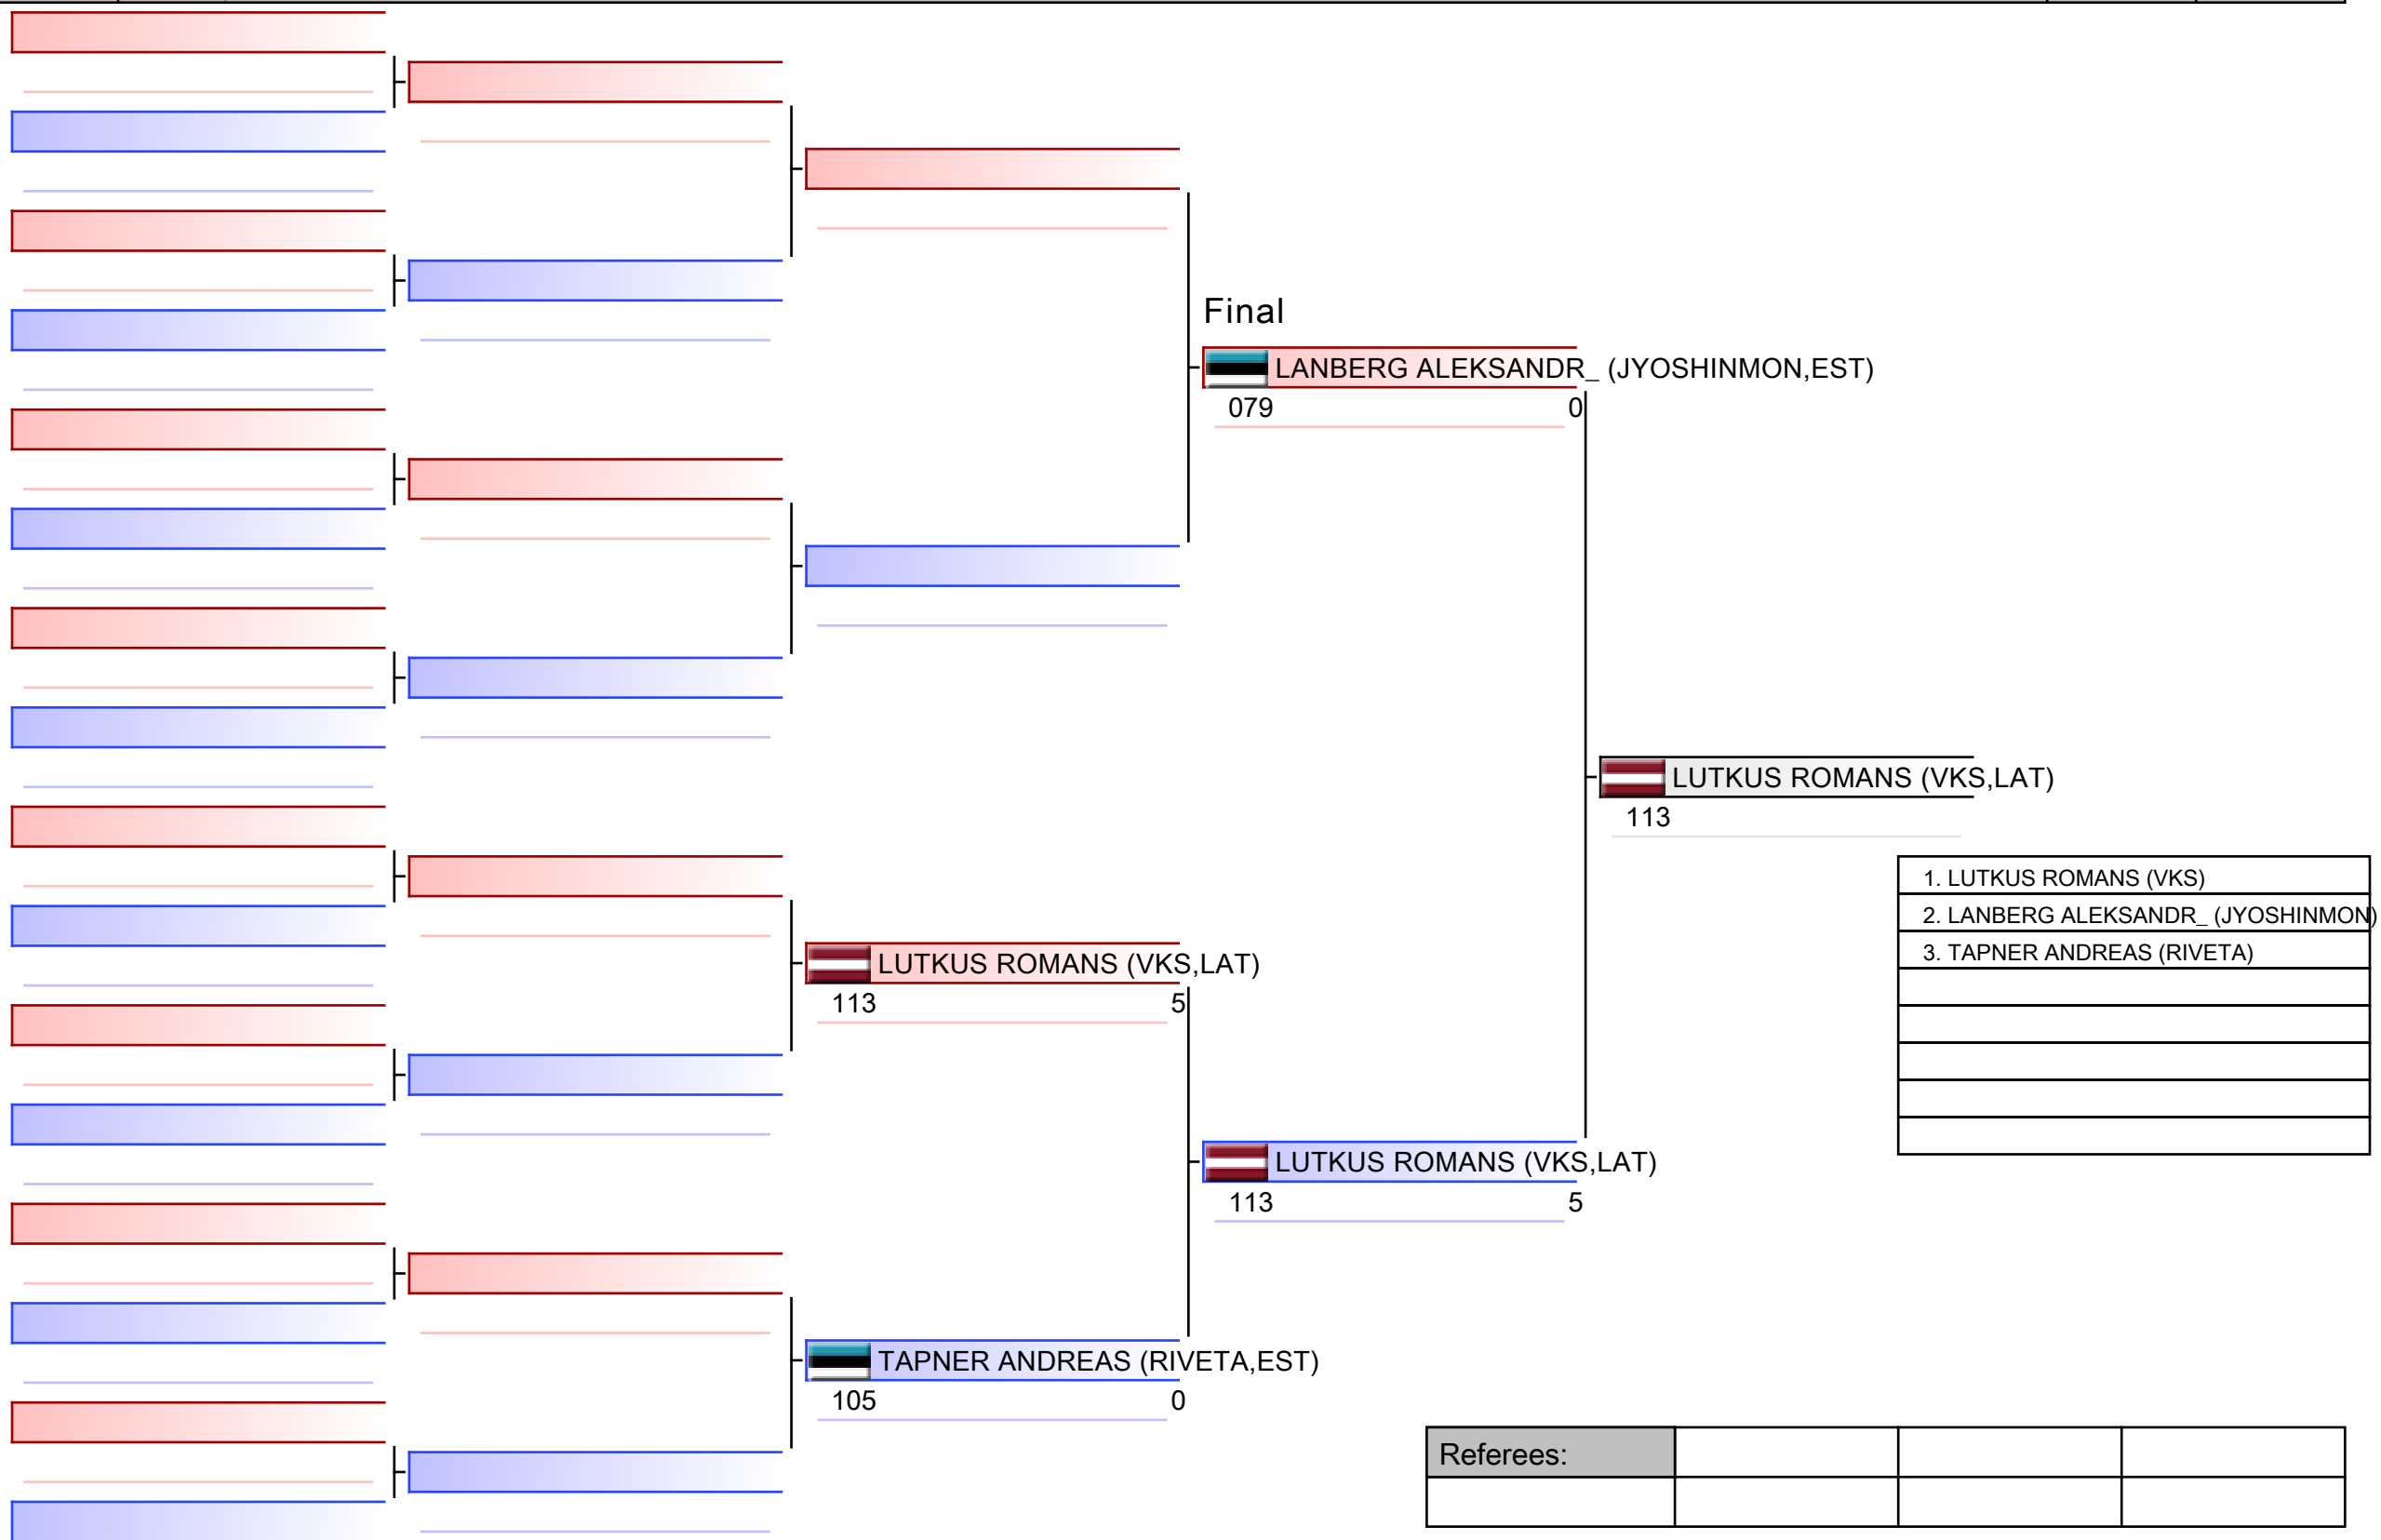 Final
LANBERG ALEKSANDR_ (JYOSHINMON,EST)
079 0
LUTKUS ROMANS (VKS,LAT)
113
1. LUTKUS ROMANS (VKS)
2. LANBERG ALEKSANDR_ (JYOSHINMON)
3. TAPNER ANDREAS (RIVETA)
LUTKUS ROMANS (VKS,LAT)
113 5
LUTKUS ROMANS (VKS,LAT)
113 5
TAPNER ANDREAS (RIVETA,EST)
105 0
Referees: